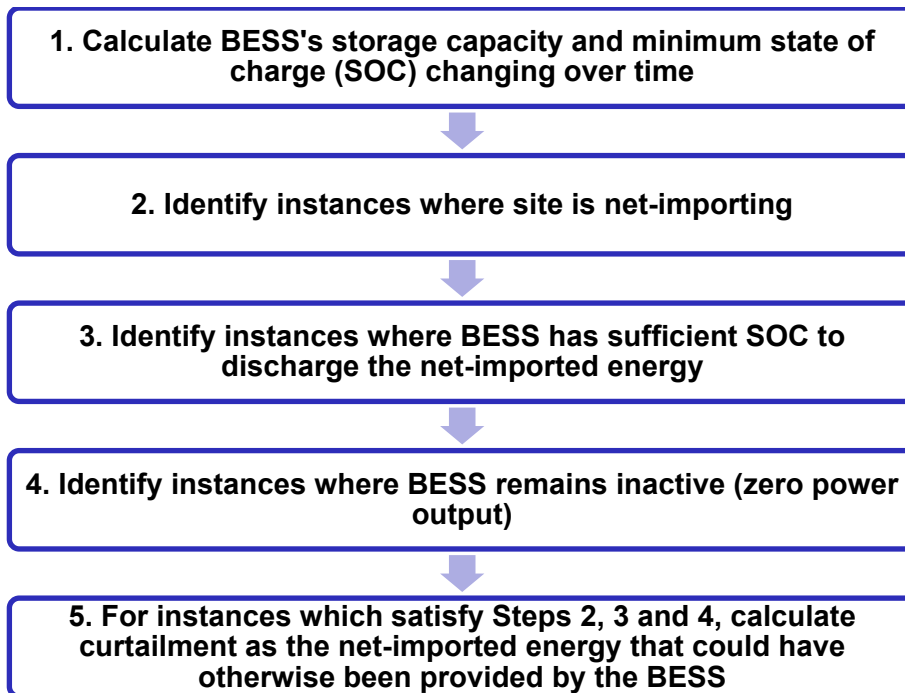 1. Calculate BESS's storage capacity and minimum state of
charge (SOC) changing over time
2. Identify instances where site is net-importing
3. Identify instances where BESS has sufficient SOC to
discharge the net-imported energy
4. Identify instances where BESS remains inactive (zero power
output)
5. For instances which satisfy Steps 2, 3 and 4, calculate
curtailment as the net-imported energy that could have
otherwise been provided by the BESS